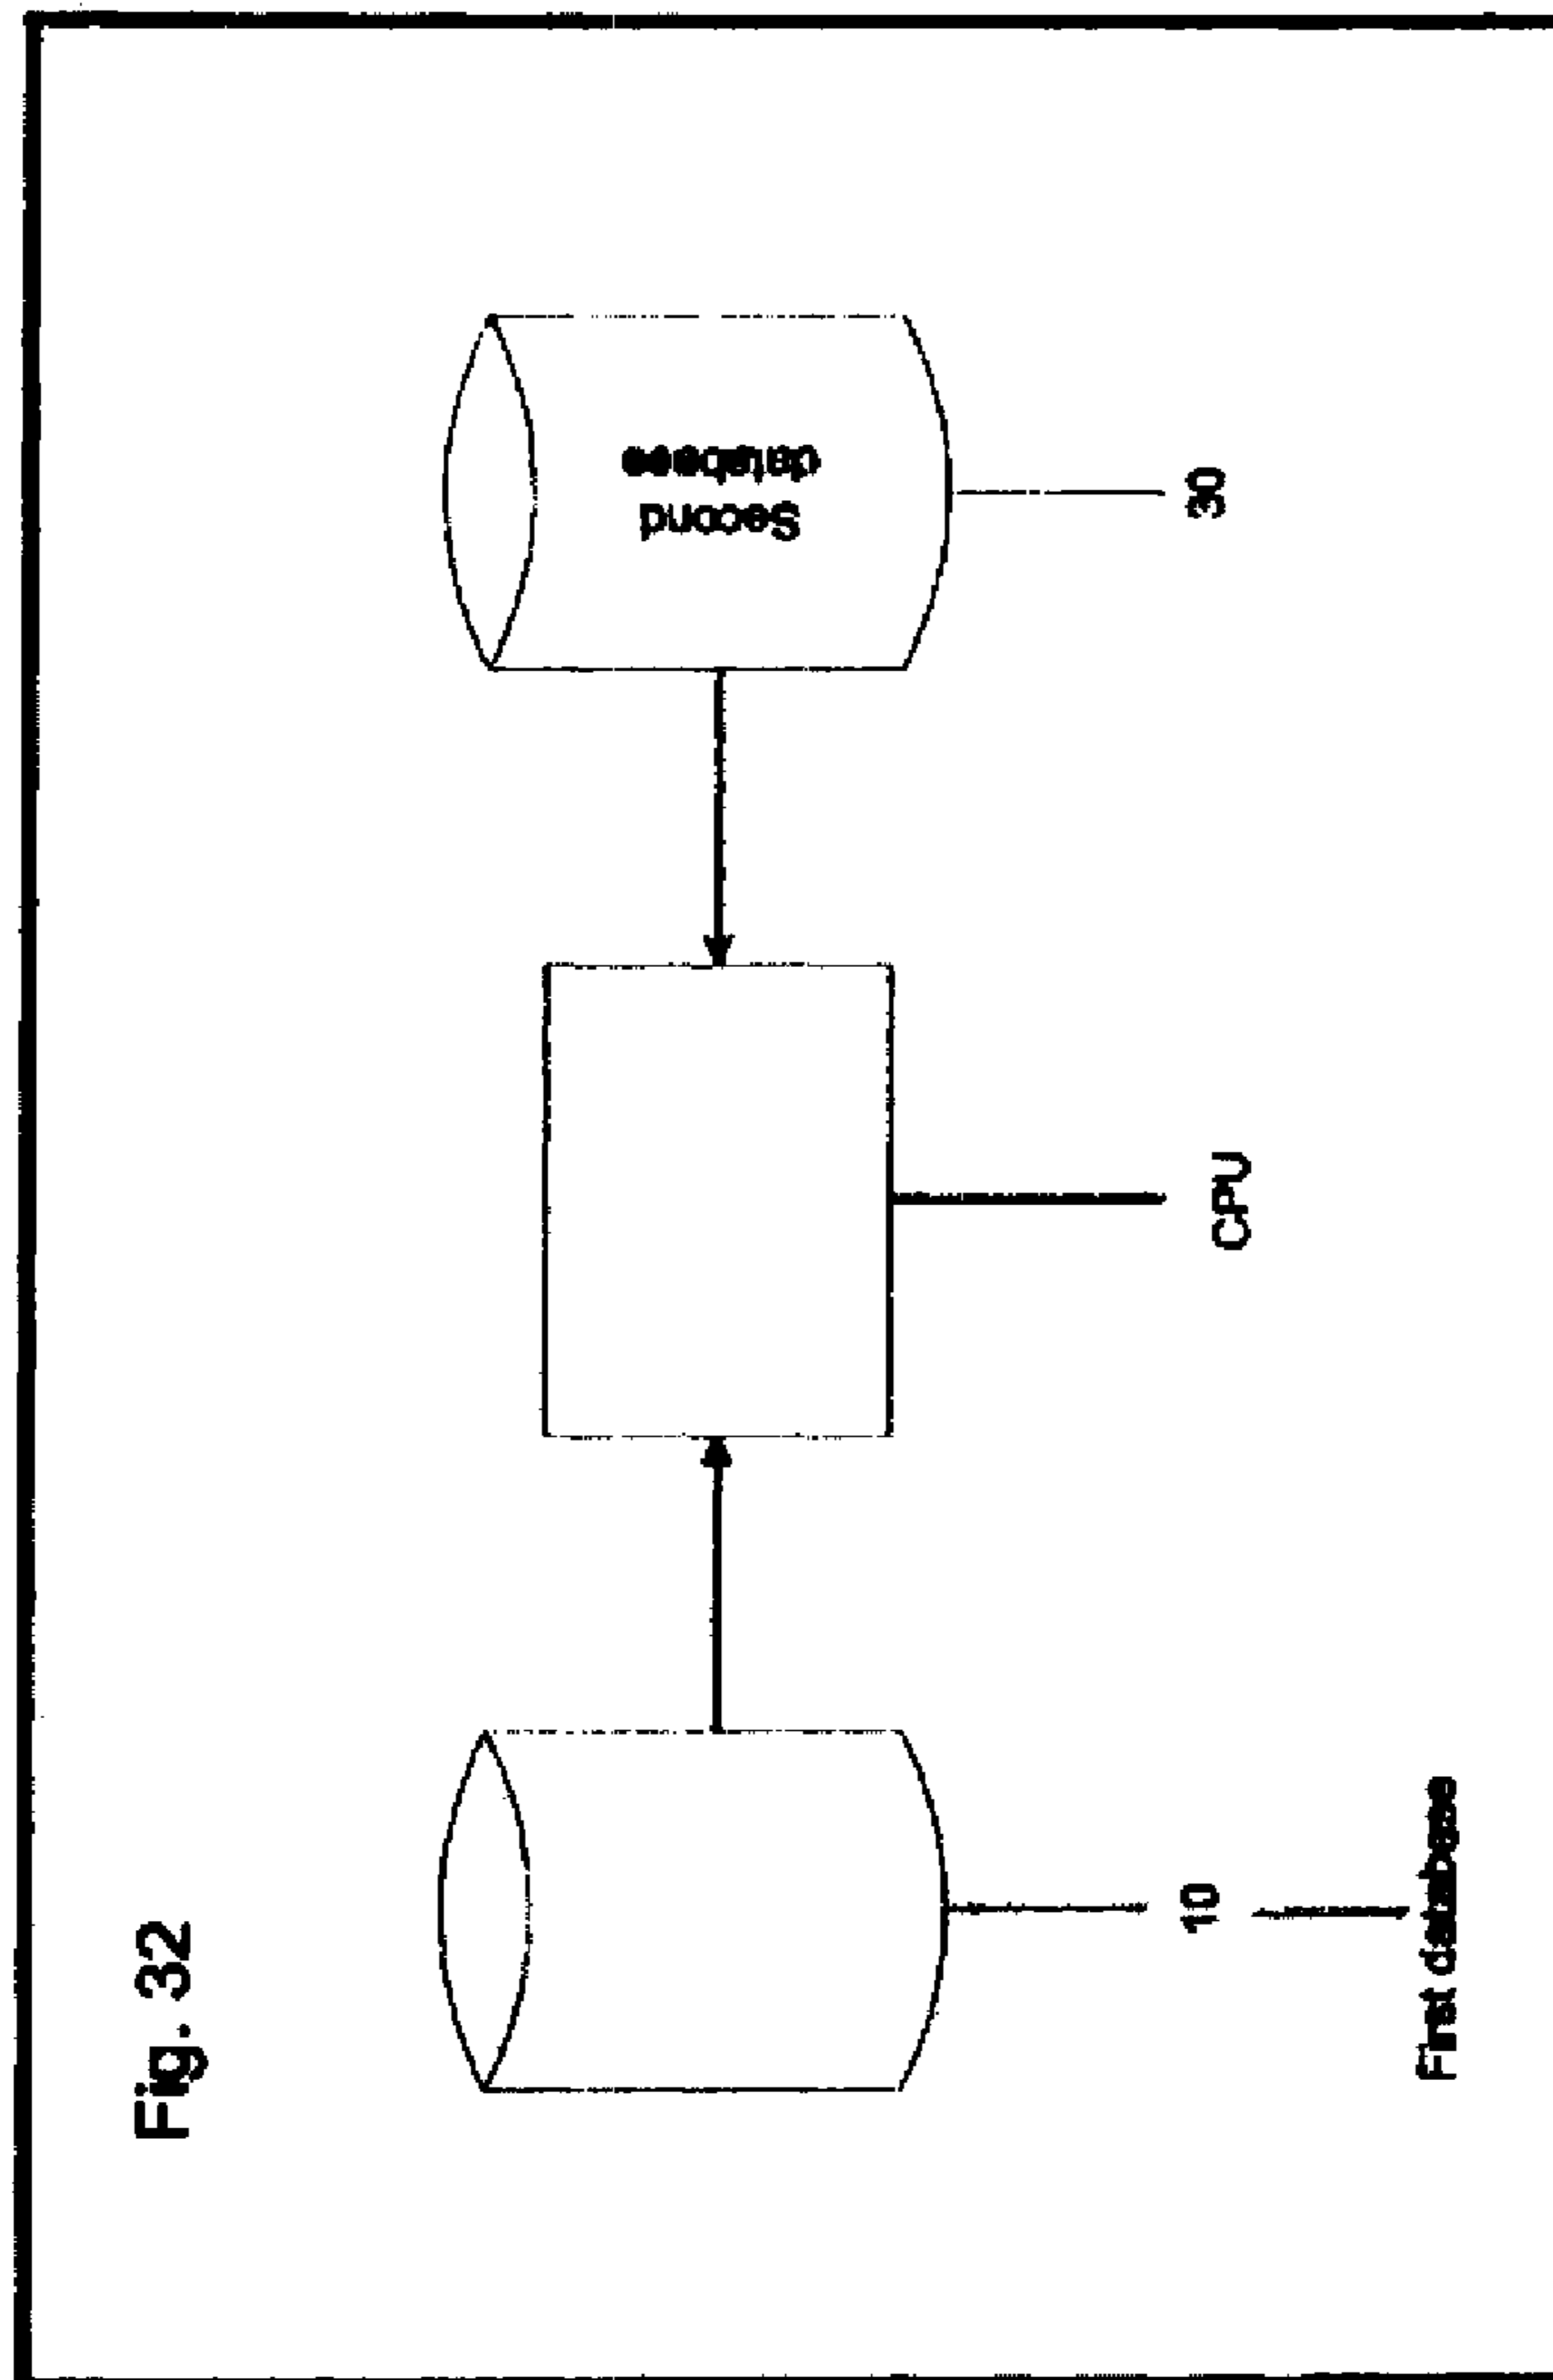 Fig. 32
10
First database
CPU
Second
database
30